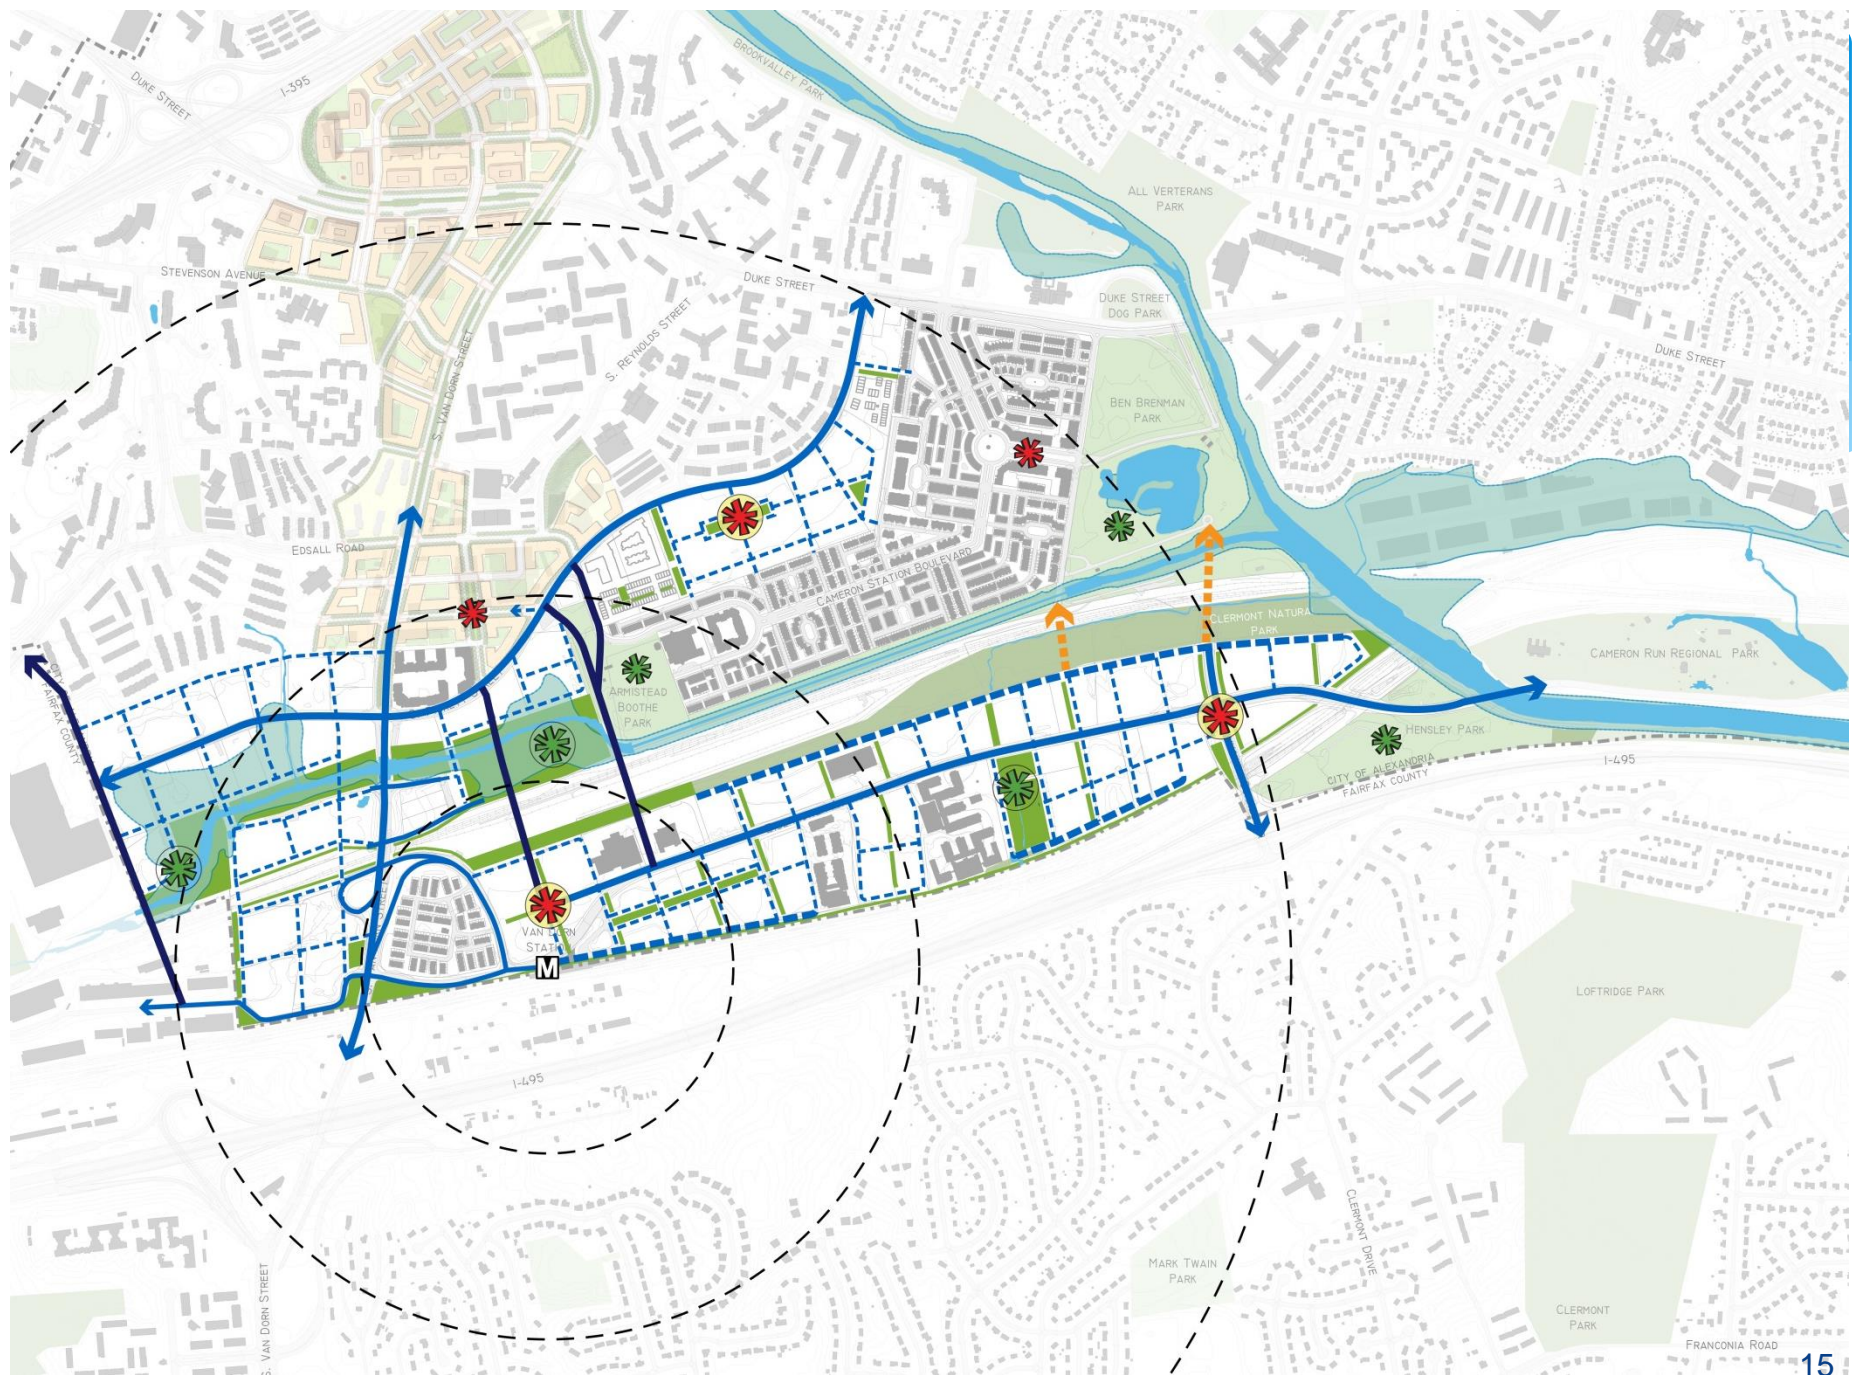 BROOKVALLEY PARK
DUKE STREET
I-395
ALL VERTERANS
PARK
STEVENSON AVENUE
DUKE STREET
DUKE STREET
DOG PARK
S. REYNOLDS STREET
S. VAN DORN STREET
DUKE STREET
BEN BRENMAN
PARK
EDSALL ROAD
CAMERON STATION BOULEVARD
CLERMONT NATURA
PARK
CAMERON RUN REGIONAL PARK
ARMISTEAD
BOOTHE
PARK
FAIRFAX COUNTY
HENSLEY PARK
CITY OF ALEXANDRIA
FAIRFAX COUNTY
I-495
VAN DORN
STATION
M
LOFTRIDGE PARK
I-495
CLERMONT DRIVE
MARK TWAIN
PARK
S. VAN DORN STREET
CLERMONT
PARK
FRANCONIA ROAD
15